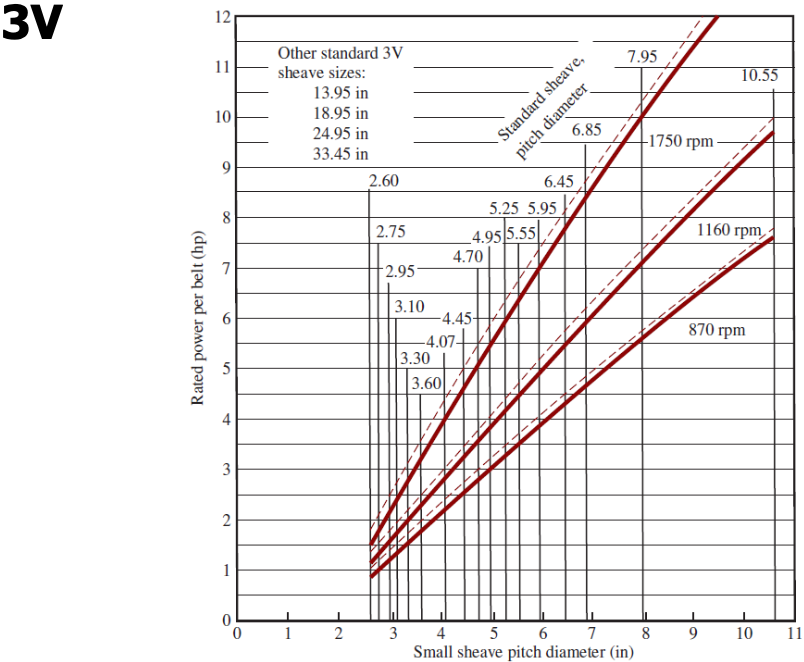 3V
Other standard 3V
sheave sizes:
13.95 in
18.95 in
24.95 in
33.45 in
Standard sheave,
pitch diameter
2.60
2.75
2.95
3.10
3.30
3.60
4.07
4.45
4.70
4.95
5.25
5.55
5.95
6.45
6.85
7.95
10.55
1750 rpm
1160 rpm
870 rpm
Rated power per belt (hp)
12
11
10
9
8
7
6
5
4
3
2
1
0
0 1 2 3 4 5 6 7 8 9 10 11
Small sheave pitch diameter (in)